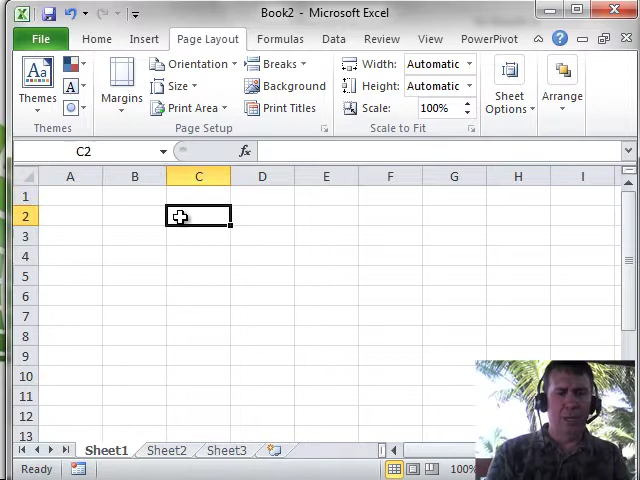 Book2 - Microsoft Excel
File Home Insert Page Layout Formulas Data Review View PowerPivot
Themes
Themes
Margins
Orientation
Size
Print Area
Breaks
Background
Print Titles
Page Setup
Width: Automatic
Height: Automatic
Scale: 100%
Scale to Fit
Sheet Options
Arrange
C2 fx
A B C D E F G H I
1
2
3
4
5
6
7
8
9
10
11
12
13
Sheet1 Sheet2 Sheet3
Ready 100%